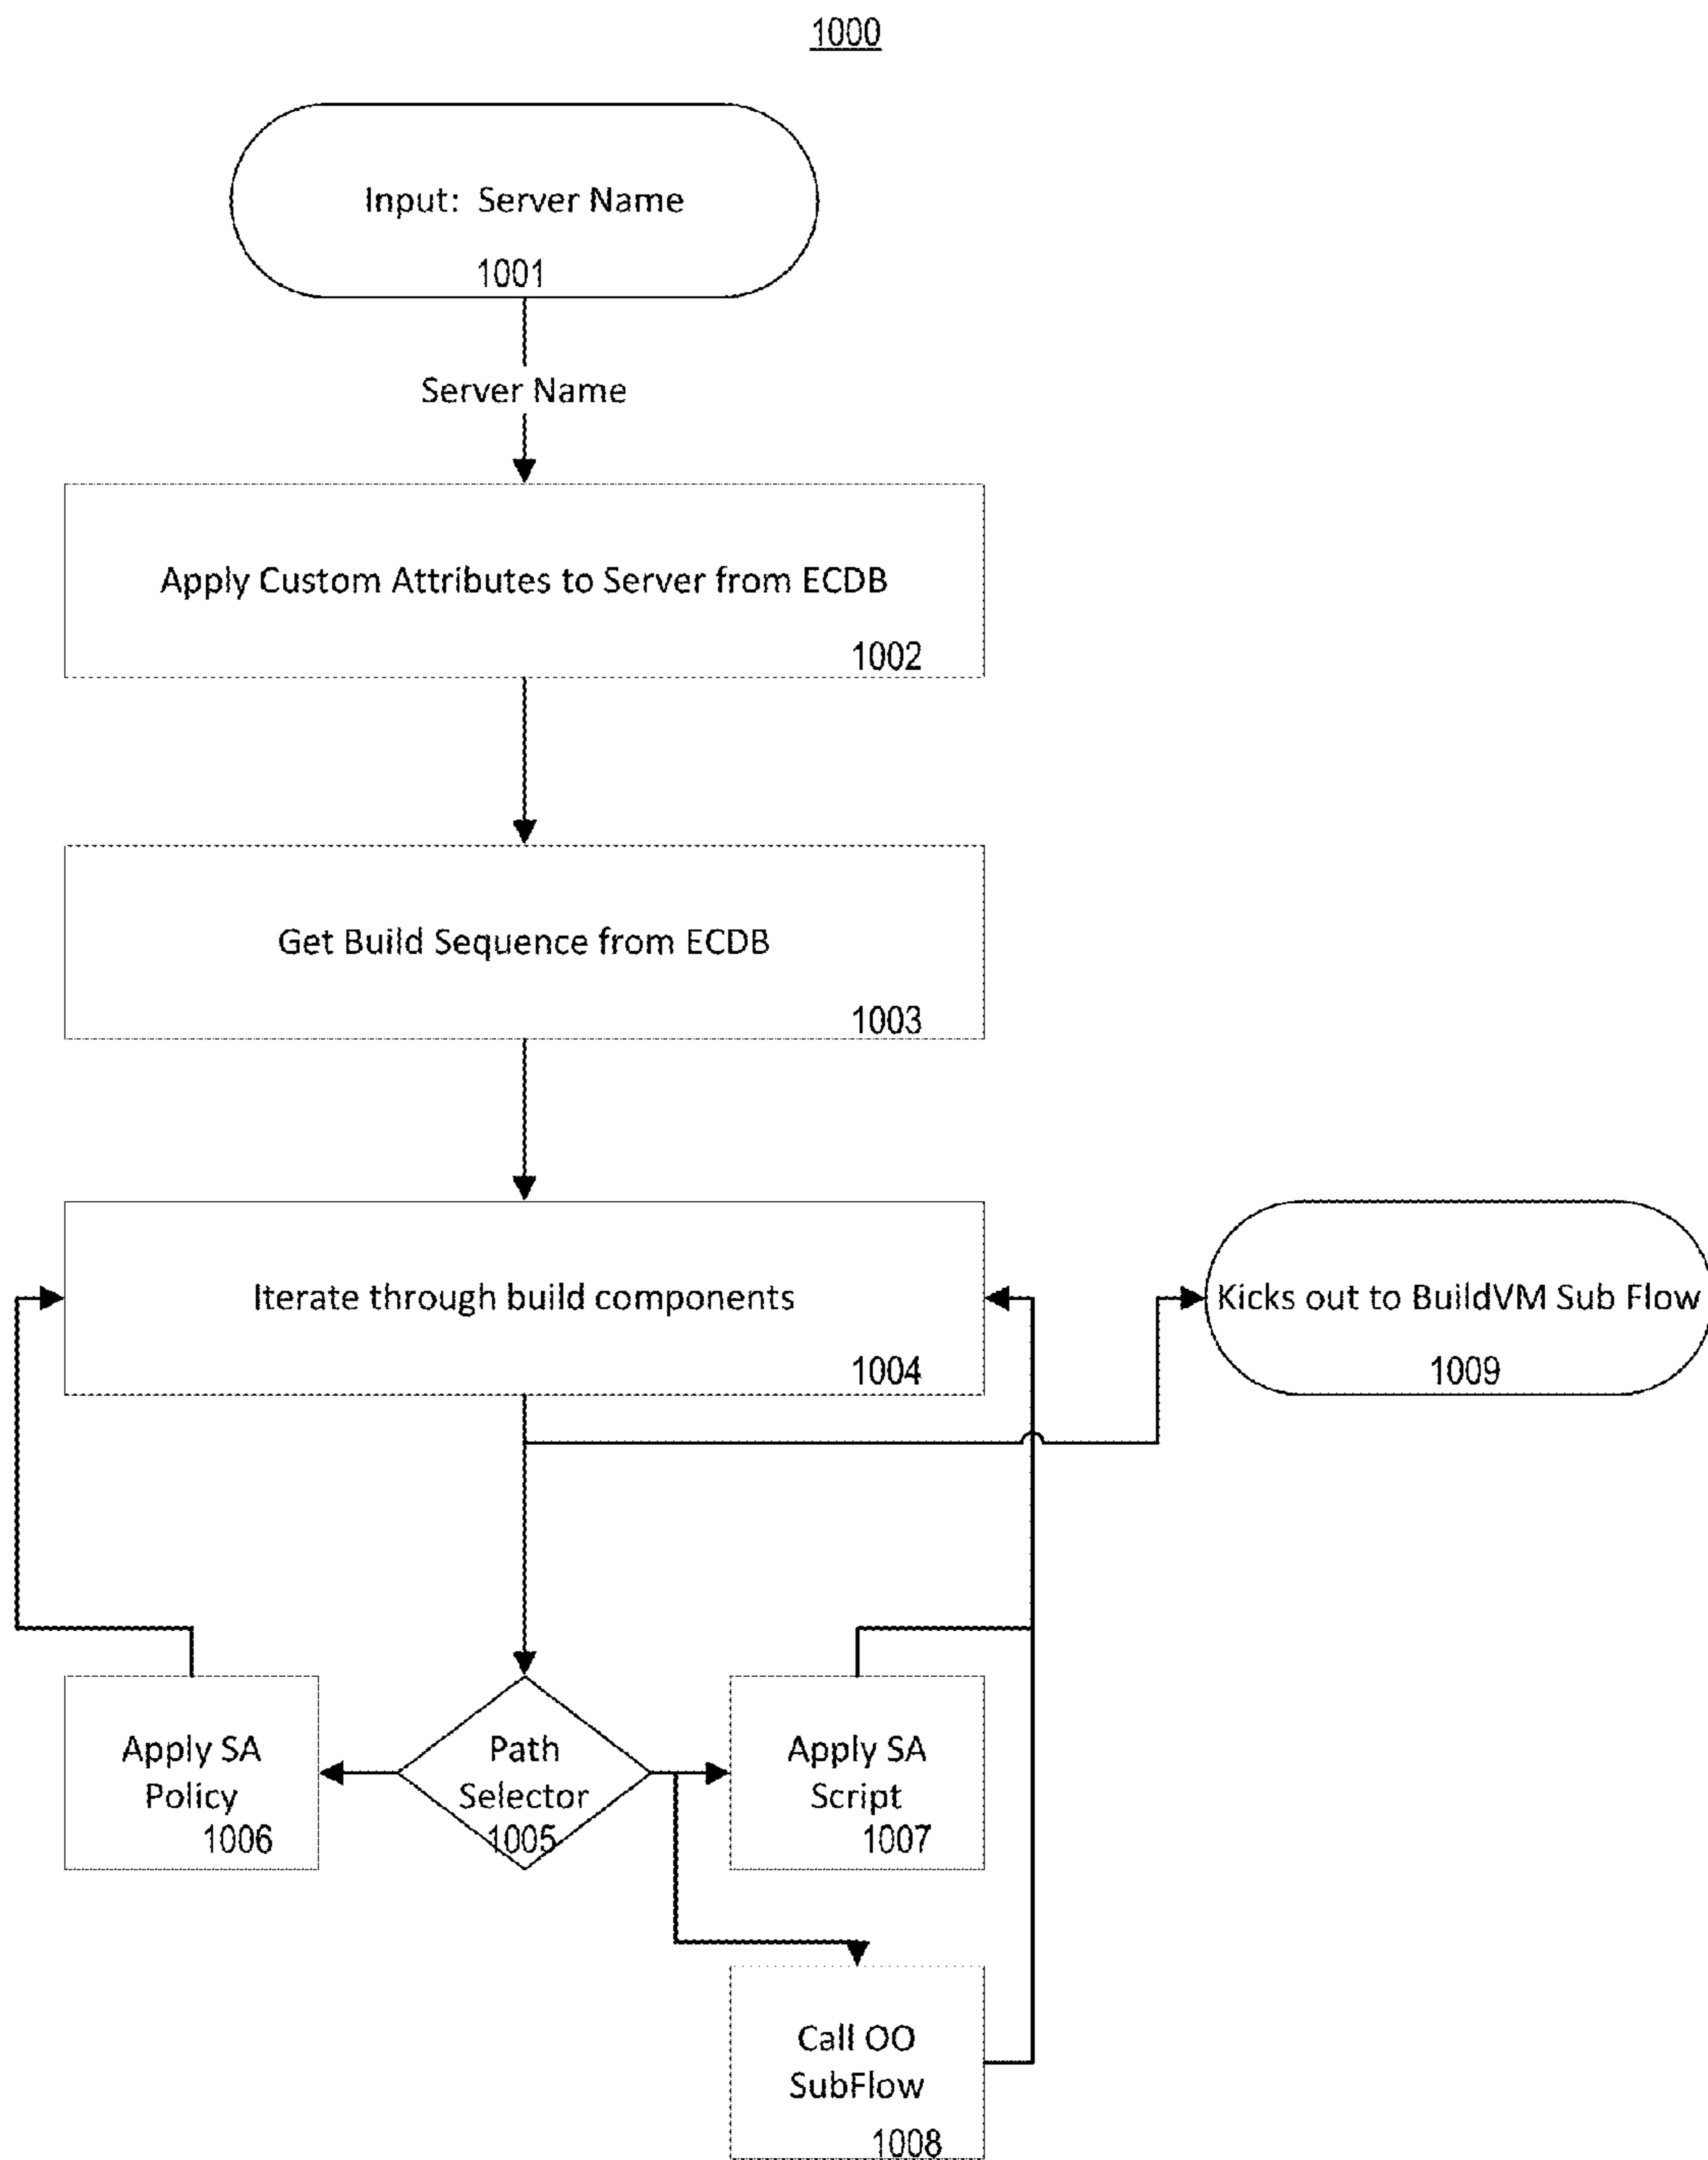 1000
Input: Server Name
1001
Server Name
Apply Custom Attributes to Server from ECDB
1002
Get Build Sequence from ECDB
1003
Iterate through build components
1004
Kicks out to BuildVM Sub Flow
1009
Apply SA
Policy
1006
Path
Selector
1005
Apply SA
Script
1007
Call OO
SubFlow
1008